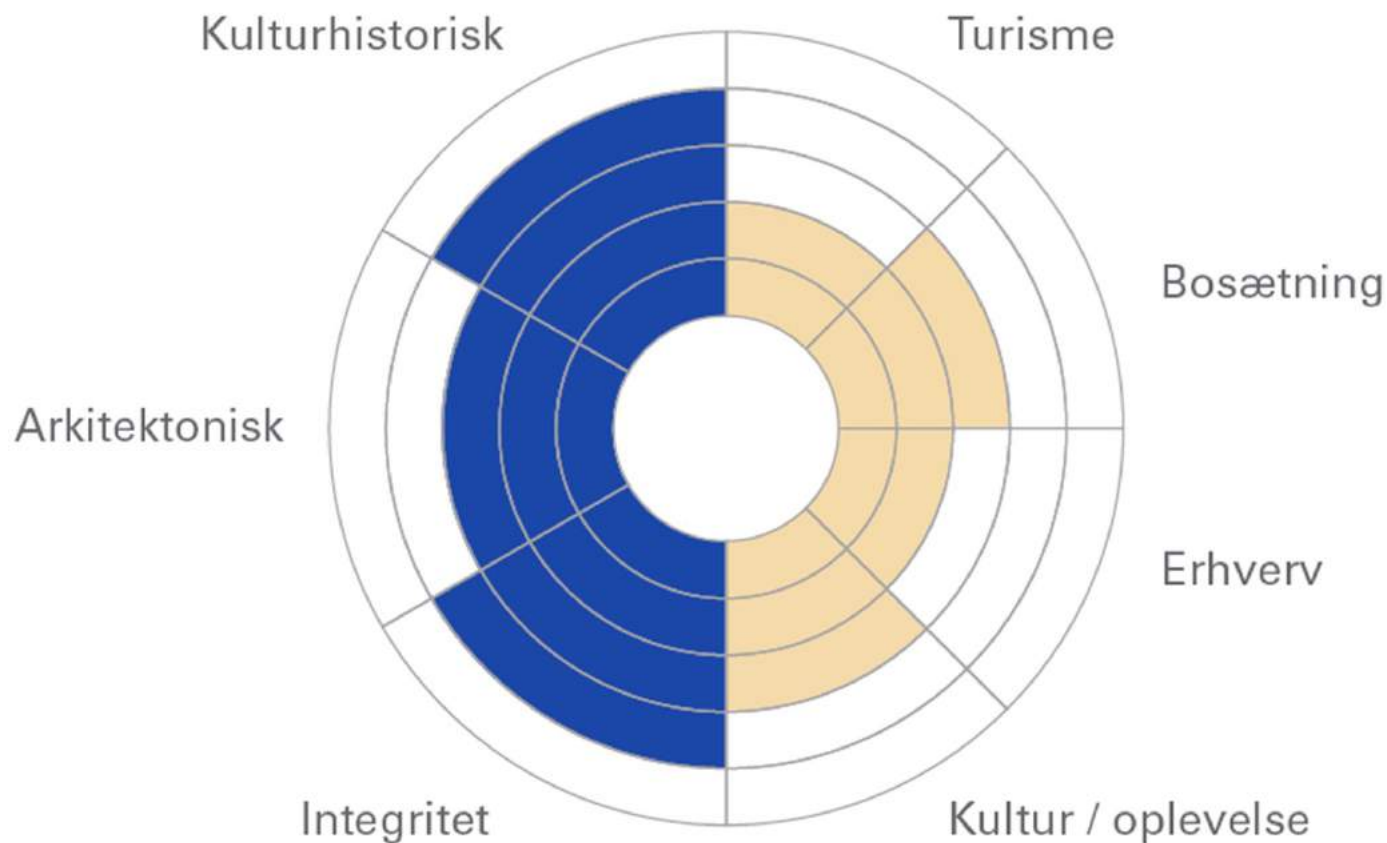 Kulturhistorisk
Turisme
Bosætning
Arkitektonisk
Erhverv
Integritet
Kultur / oplevelse